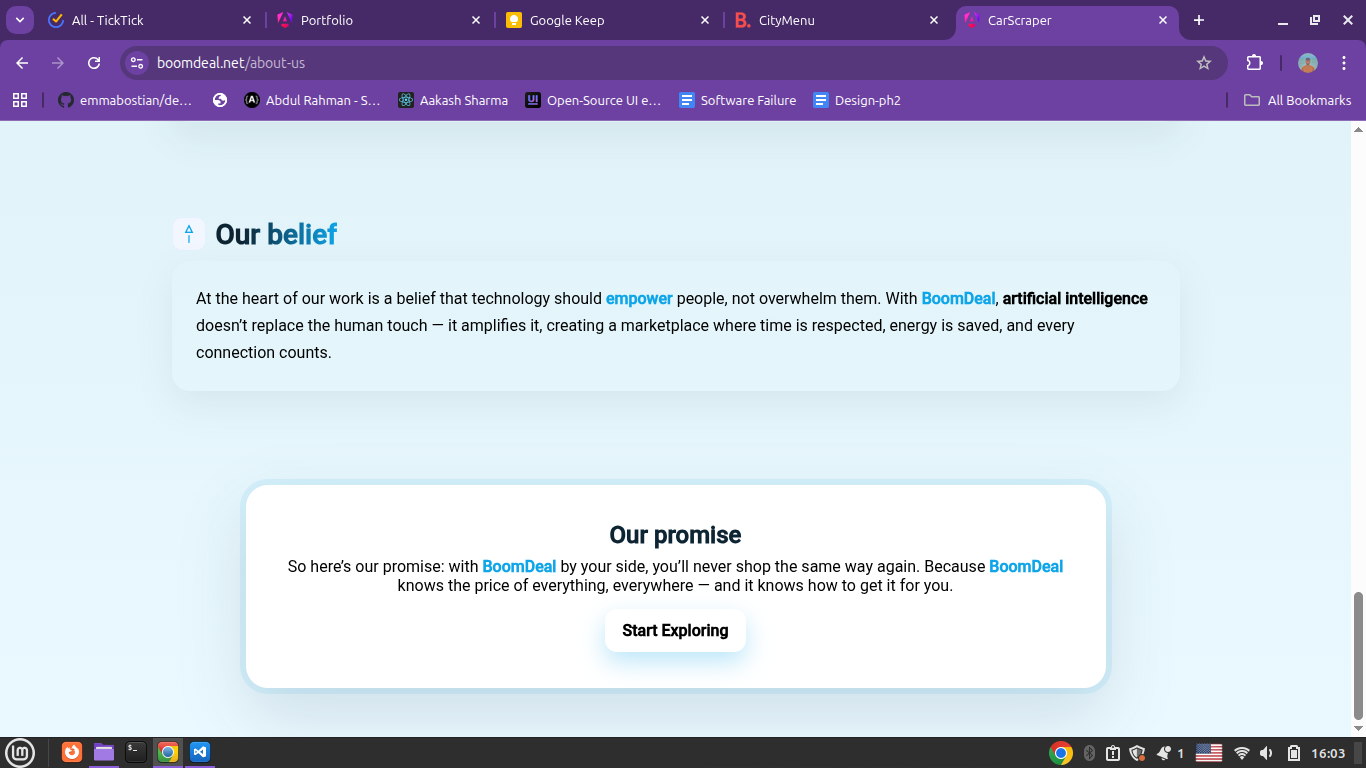 All - TickTick
Portfolio
Google Keep
B. CityMenu
CarScraper
boomdeal.net/about-us
emmabostian/de...
Abdul Rahman - S...
Aakash Sharma
UI Open-Source UI e...
Software Failure
Design-ph2
All Bookmarks
Our belief
At the heart of our work is a belief that technology should empower people, not overwhelm them. With BoomDeal, artificial intelligence
doesn’t replace the human touch — it amplifies it, creating a marketplace where time is respected, energy is saved, and every
connection counts.
Our promise
So here’s our promise: with BoomDeal by your side, you’ll never shop the same way again. Because BoomDeal
knows the price of everything, everywhere — and it knows how to get it for you.
Start Exploring
1
16:03